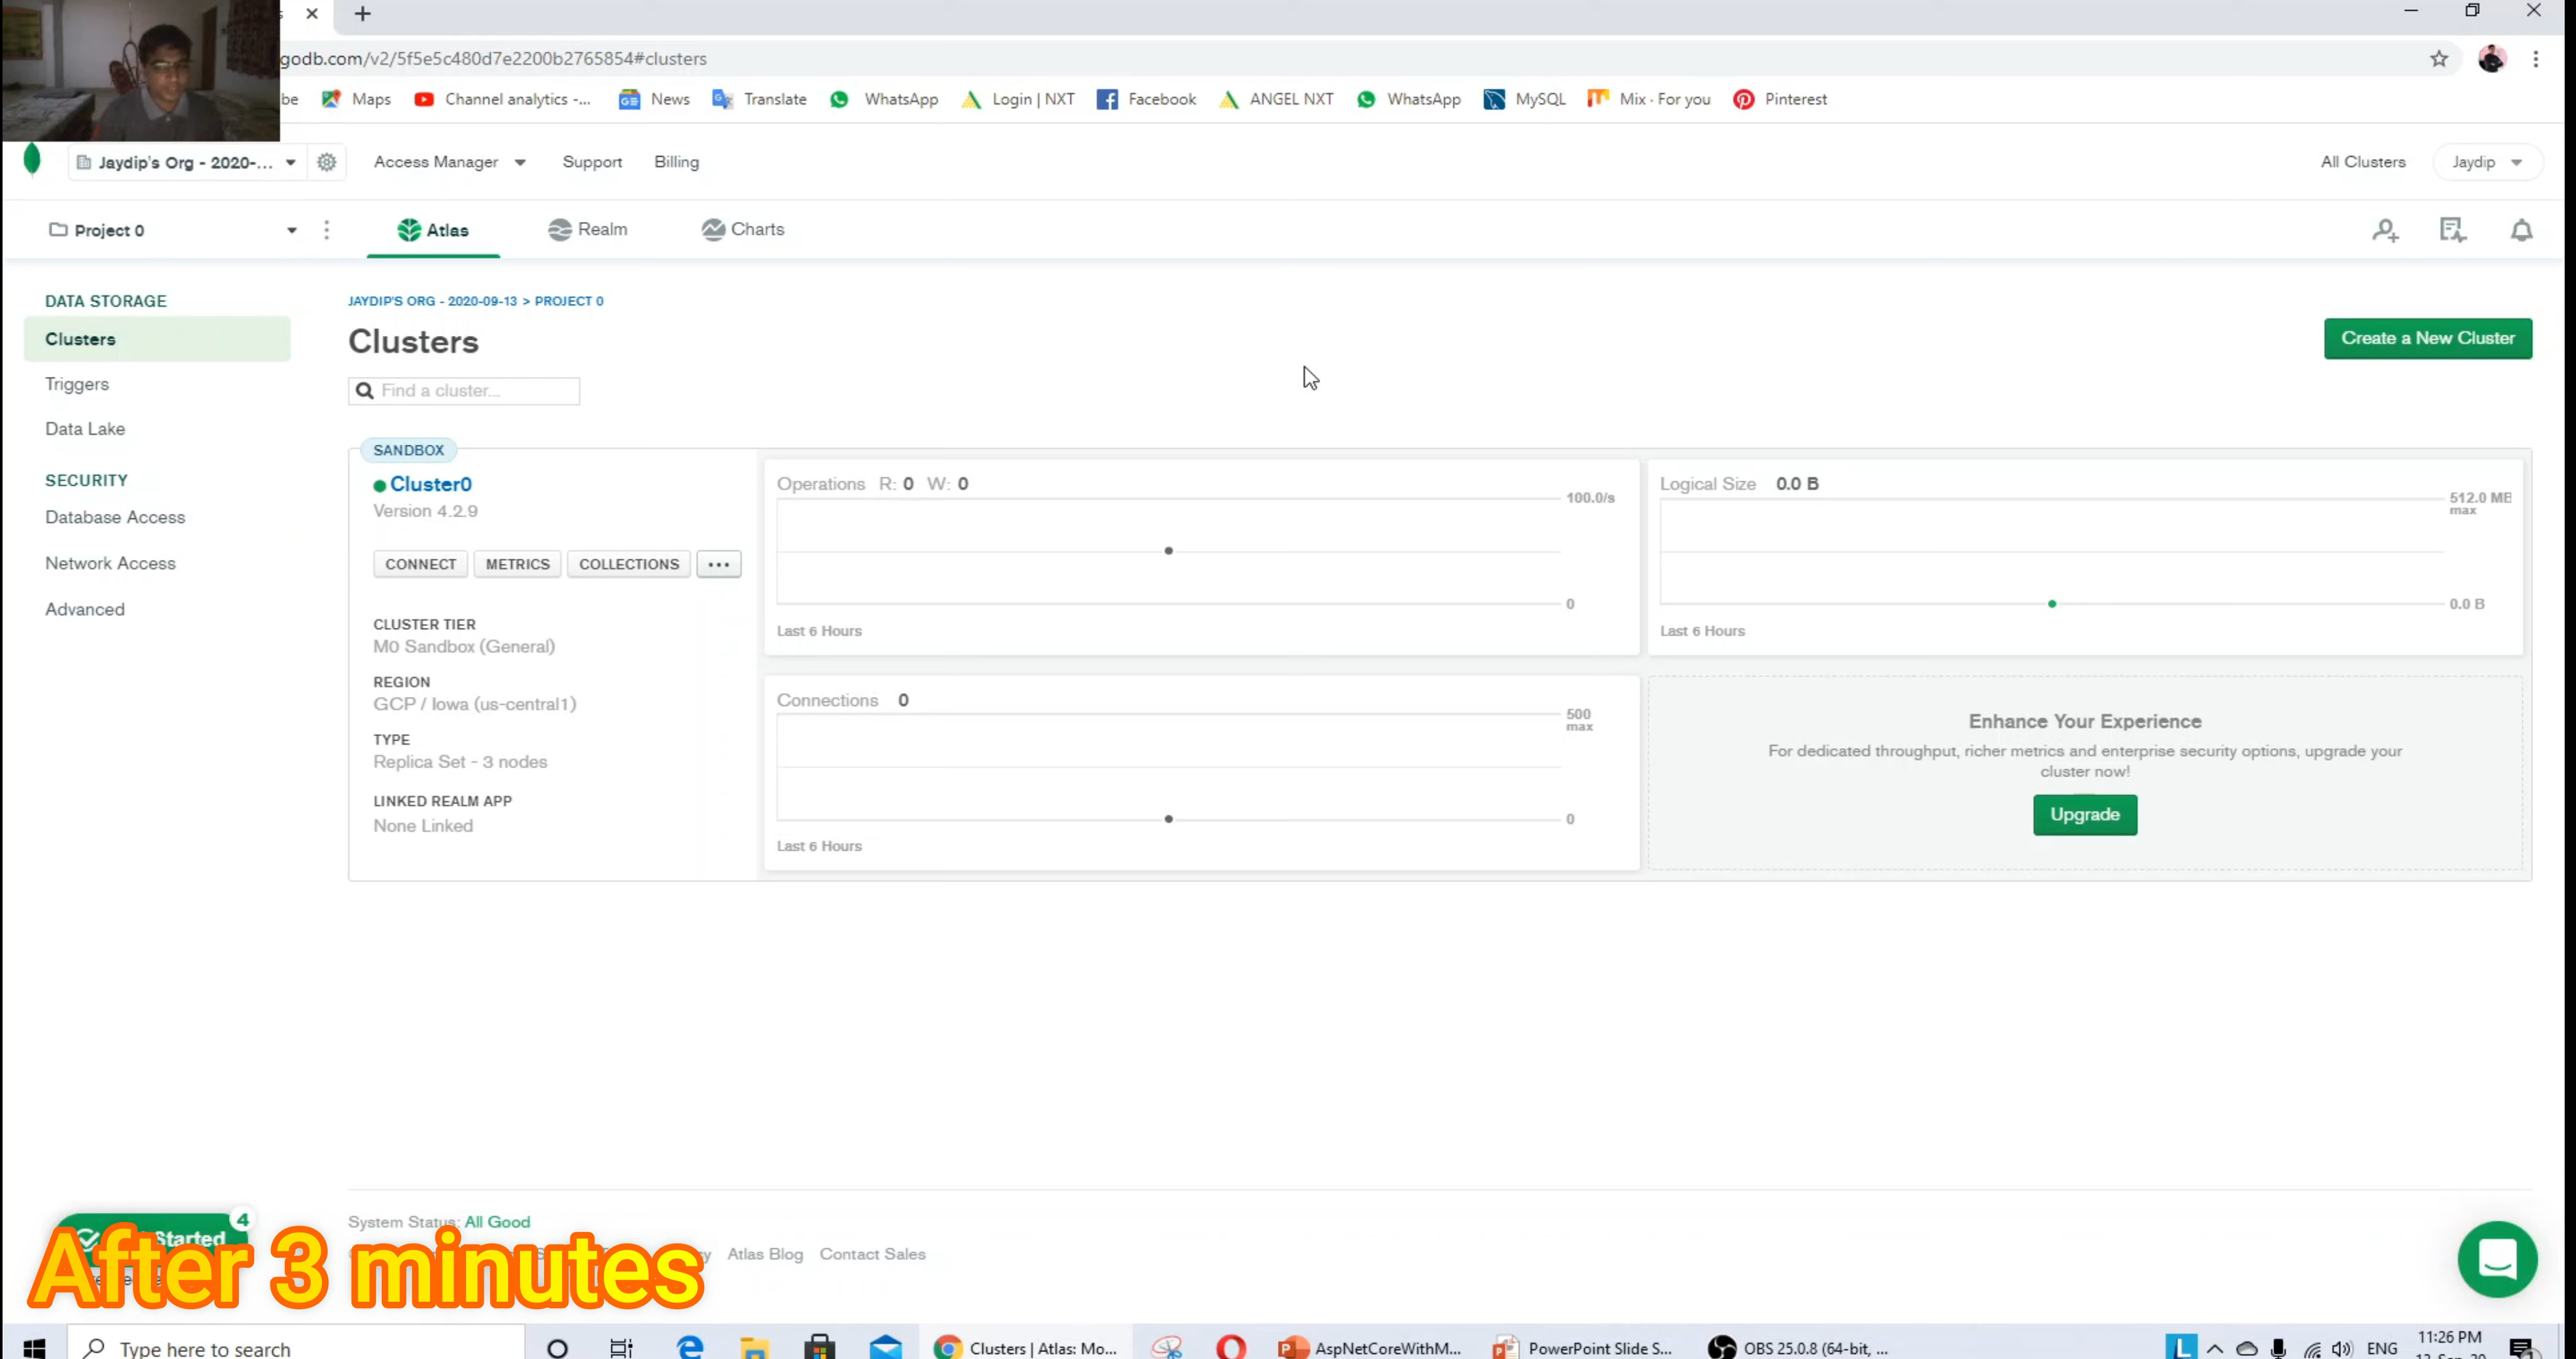 godb.com/v2/5f5e5c480d7e2200b2765854#clusters
be Maps Channel analytics -... News Translate WhatsApp Login | NXT Facebook ANGEL NXT WhatsApp MySQL Mix · For you Pinterest
Jaydip's Org - 2020-... Access Manager Support Billing All Clusters Jaydip
Project 0 Atlas Realm Charts
DATA STORAGE
Clusters
Triggers
Data Lake
SECURITY
Database Access
Network Access
Advanced
JAYDIP'S ORG - 2020-09-13 > PROJECT 0
Clusters
Create a New Cluster
Find a cluster...
SANDBOX
Cluster0
Version 4.2.9
CONNECT METRICS COLLECTIONS ...
CLUSTER TIER
M0 Sandbox (General)
REGION
GCP / Iowa (us-central1)
TYPE
Replica Set - 3 nodes
LINKED REALM APP
None Linked
Operations R: 0 W: 0
100.0/s
0
Last 6 Hours
Logical Size 0.0 B
512.0 MB
max
0.0 B
Last 6 Hours
Connections 0
500
max
0
Last 6 Hours
Enhance Your Experience
For dedicated throughput, richer metrics and enterprise security options, upgrade your
cluster now!
Upgrade
System Status: All Good
Atlas Blog Contact Sales
4
Started
After 3 minutes
Type here to search Clusters | Atlas: Mo... AspNetCoreWithM... PowerPoint Slide S... OBS 25.0.8 (64-bit, ... ENG
11:26 PM